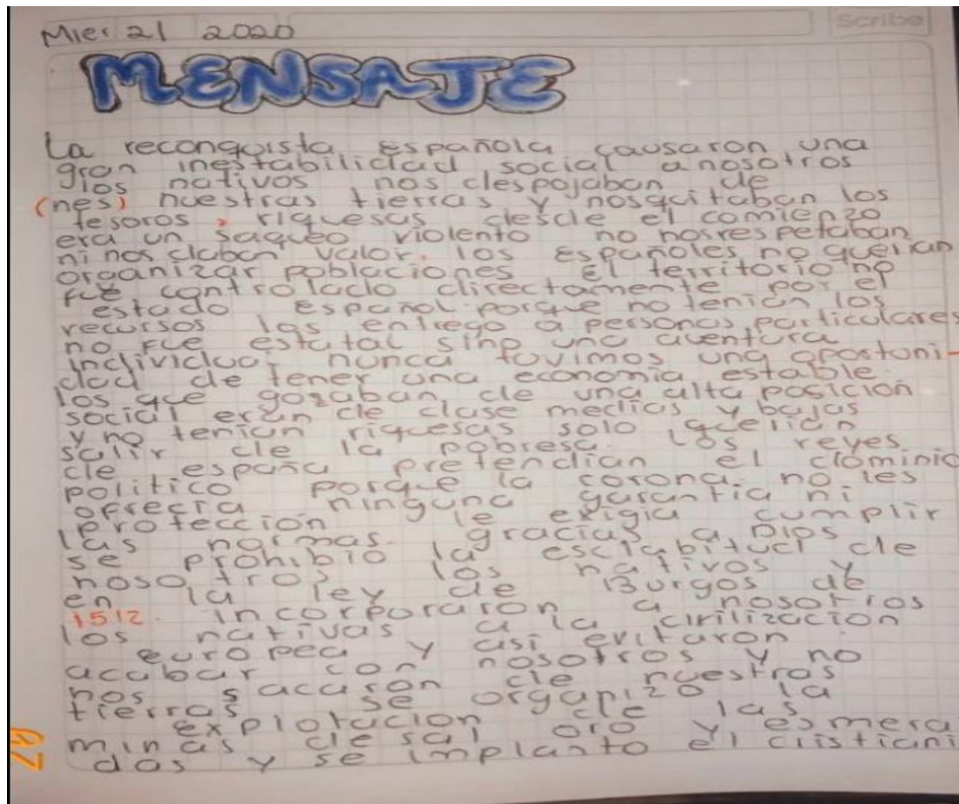 Scribe
Mier 21 2020
MENSAJE
La reconquista española causaron una
gran inestabilidad social a nosotros
los nativos nos despojaban de
(nes) nuestras tierras y nosquitaban los
tesoros, riquesas desde el comienzo
era un saqueo violento no nosrespetaban
ni nos daban valor. los españoles no querian
organizar poblaciones El territorio no
fue controlado directamente por el
estado español porque no tenian los
recursos los entrego a personas particulares
no fue estatal sino una aventura
individual nunca tuvimos una oportuni-
dad de tener una economia estable.
los que gozaban de una alta posicion
social eran de clase medias y bajas
y no tenian riquesas solo querian
salir de la pobresa. Los reyes
de españa pretendian el dominio
politico porque la corona no les
ofrecia ninguna garantia ni
proteccion le exigia cumplir
las normas. gracias a Dios
se prohibio la esclabitud de
nosotros los nativos y
en la ley de Burgos de
1512. incorporaron a nosotros
los nativas a la civilizacion
europea y asi evitaron
acabar con nosotros y no
nos sacaron de nuestras
tierras se organizo la
explotacion de las
minas de sal oro y esmeral
das y se implanto el cristiani